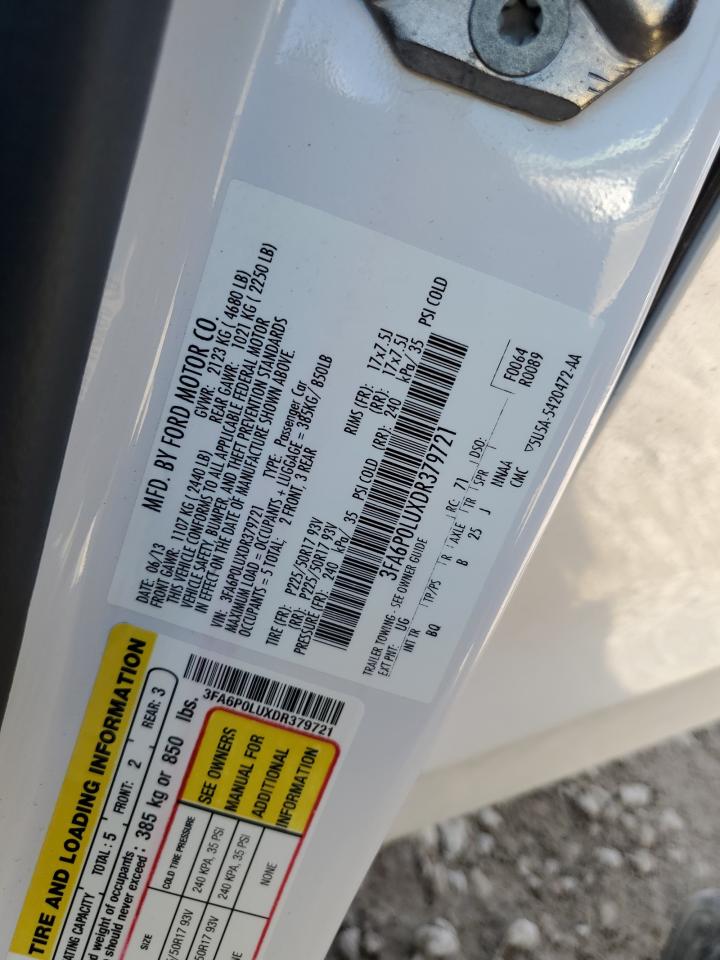 MFD. BY FORD MOTOR CO.
DATE: 06/13 GVWR: 2123 KG ( 4680 LB)
FRONT GAWR: 1107 KG ( 2440 LB) REAR GAWR: 1021 KG ( 2250 LB)
THIS VEHICLE CONFORMS TO ALL APPLICABLE FEDERAL MOTOR
VEHICLE SAFETY, BUMPER, AND THEFT PREVENTION STANDARDS
IN EFFECT ON THE DATE OF MANUFACTURE SHOWN ABOVE.
VIN: 3FA6P0LUXDR379721 TYPE: Passenger Car
MAXIMUM LOAD = OCCUPANTS + LUGGAGE = 385KG/ 850LB
OCCUPANTS = 5 TOTAL: 2 FRONT, 3 REAR
TIRE (FR): P225/50R17 93V RIMS (FR): 17x7.5J
(RR): P225/50R17 93V (RR): 17x7.5J
PRESSURE (FR): 240 kPa/ 35 PSI COLD (RR): 240 kPa/ 35 PSI COLD
3FA6P0LUXDR379721
TRAILER TOWING - SEE OWNER GUIDE
EXT PNT: UG RC: 71 DSO: F0064
R0089
INT TR TP/PS R AXLE TR SPR
BQ B 25 J NNAA
CMC ▽5U5A-5420472-AA
TIRE AND LOADING INFORMATION
TOTAL: 5 FRONT: 2 REAR: 3
weight of occupants
should never exceed: 385 kg or 850 lbs.
3FA6P0LUXDR379721
SIZE COLD TIRE PRESSURE
50R17 93V 240 KPA, 35 PSI
50R17 93V 240 KPA, 35 PSI
NONE
SEE OWNERS
MANUAL FOR
ADDITIONAL
INFORMATION